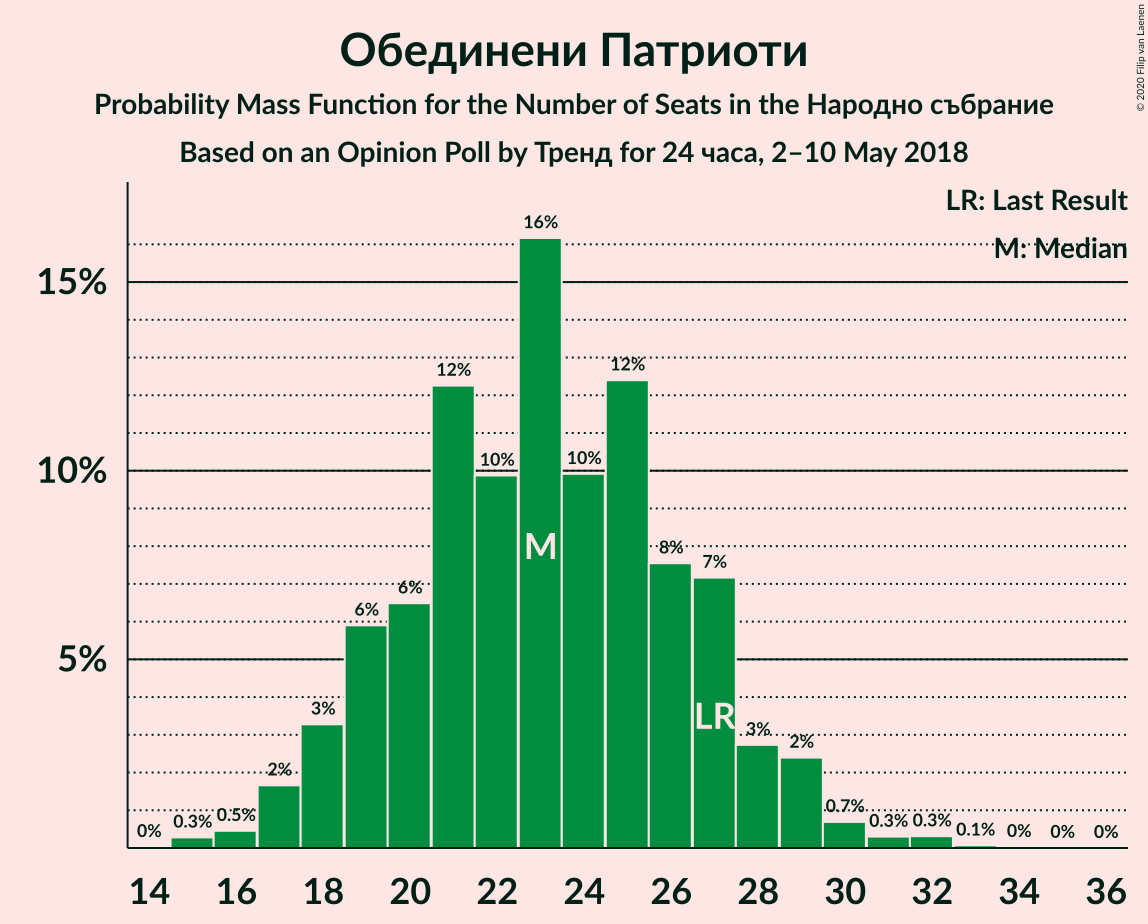 Обединени Патриоти
Probability Mass Function for the Number of Seats in the Народно събрание
Based on an Opinion Poll by Тренд for 24 часа, 2–10 May 2018
© 2020 Filip van Laenen
LR: Last Result
M: Median
15%
10%
5%
0%
0.3%
0.5%
2%
3%
6%
6%
12%
10%
16%
10%
12%
8%
7%
3%
2%
0.7%
0.3%
0.3%
0.1%
0%
0%
0%
M
LR
14 16 18 20 22 24 26 28 30 32 34 36